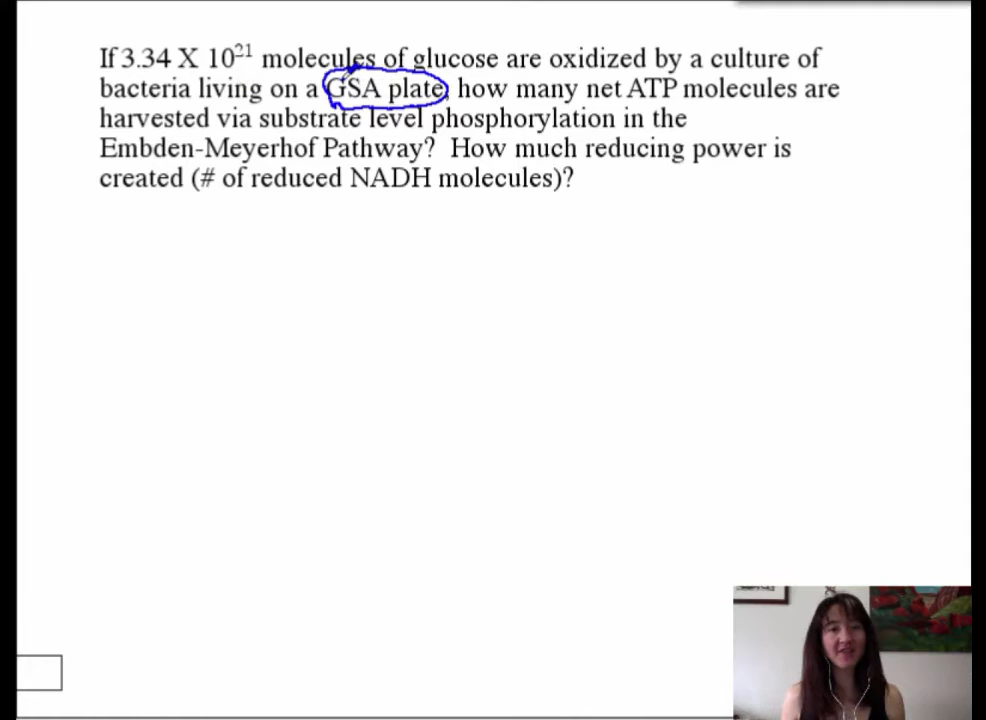 If 3.34 X 10²¹ molecules of glucose are oxidized by a culture of
bacteria living on a GSA plate, how many net ATP molecules are
harvested via substrate level phosphorylation in the
Embden-Meyerhof Pathway?  How much reducing power is
created (# of reduced NADH molecules)?